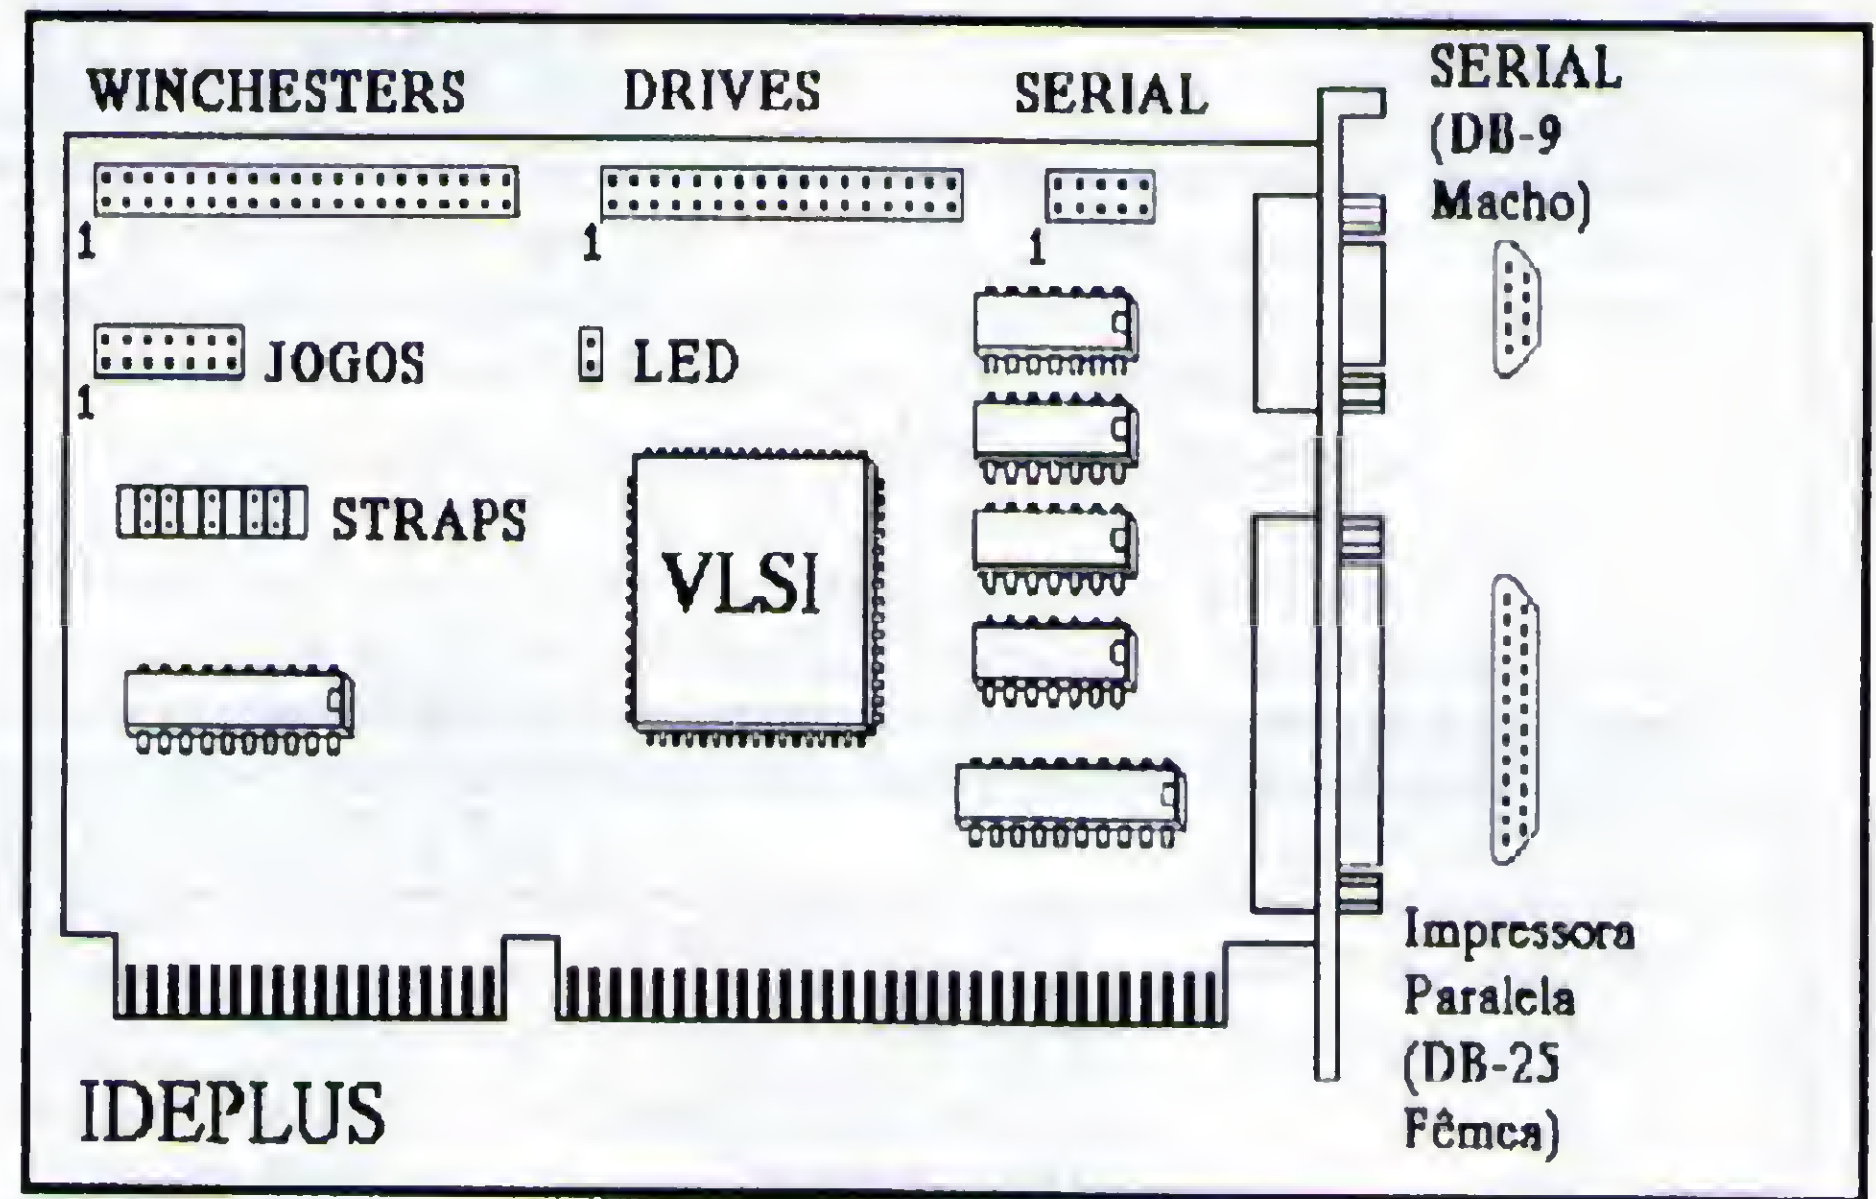 WINCHESTERS
DRIVES
SERIAL
SERIAL
(DB-9
Macho)
1
1
1
JOGOS
LED
1
STRAPS
VLSI
Impressora
Paralela
(DB-25
Fêmea)
IDEPLUS